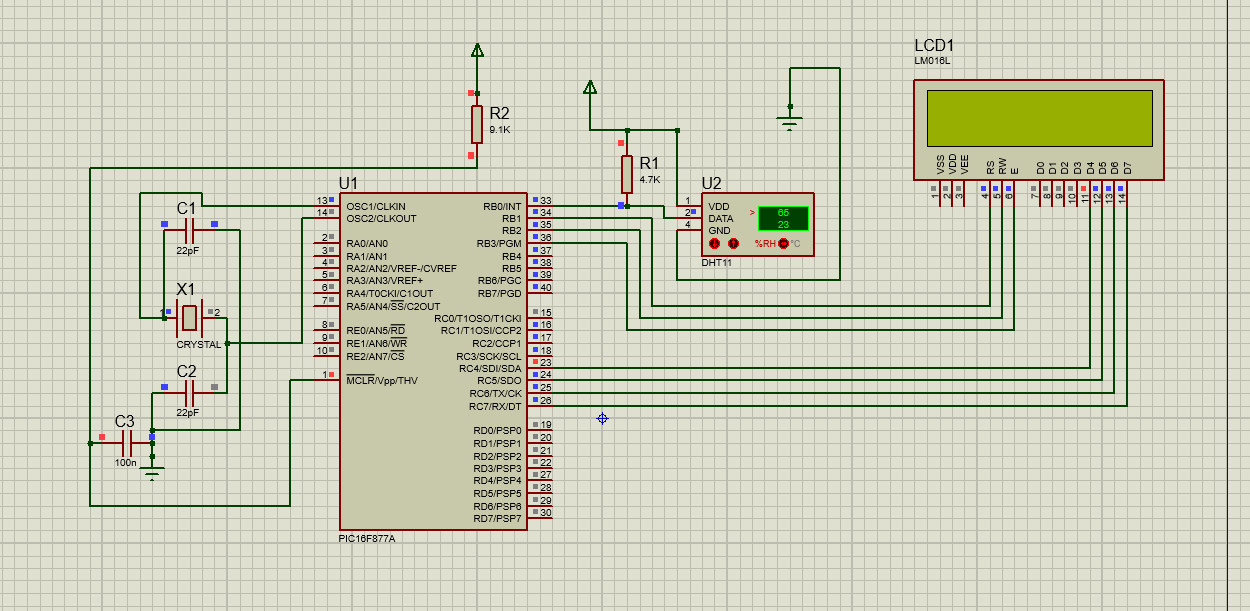 LCD1
LM016L
VSS
VDD
VEE
RS
RW
E
D0
D1
D2
D3
D4
D5
D6
D7
1
2
3
4
5
6
7
8
9
10
11
12
13
14
R2
9.1K
R1
4.7K
U2
1 VDD
2 DATA
4 GND
> 65
23
%RH °C
DHT11
U1
13 OSC1/CLKIN
14 OSC2/CLKOUT
2 RA0/AN0
3 RA1/AN1
4 RA2/AN2/VREF-/CVREF
5 RA3/AN3/VREF+
6 RA4/T0CKI/C1OUT
7 RA5/AN4/SS/C2OUT
8 RE0/AN5/RD
9 RE1/AN6/WR
10 RE2/AN7/CS
1 MCLR/Vpp/THV
RB0/INT 33
RB1 34
RB2 35
RB3/PGM 36
RB4 37
RB5 38
RB6/PGC 39
RB7/PGD 40
RC0/T1OSO/T1CKI 15
RC1/T1OSI/CCP2 16
RC2/CCP1 17
RC3/SCK/SCL 18
RC4/SDI/SDA 23
RC5/SDO 24
RC6/TX/CK 25
RC7/RX/DT 26
RD0/PSP0 19
RD1/PSP1 20
RD2/PSP2 21
RD3/PSP3 22
RD4/PSP4 27
RD5/PSP5 28
RD6/PSP6 29
RD7/PSP7 30
PIC16F877A
C1
22pF
X1
1 2
CRYSTAL
C2
22pF
C3
100n